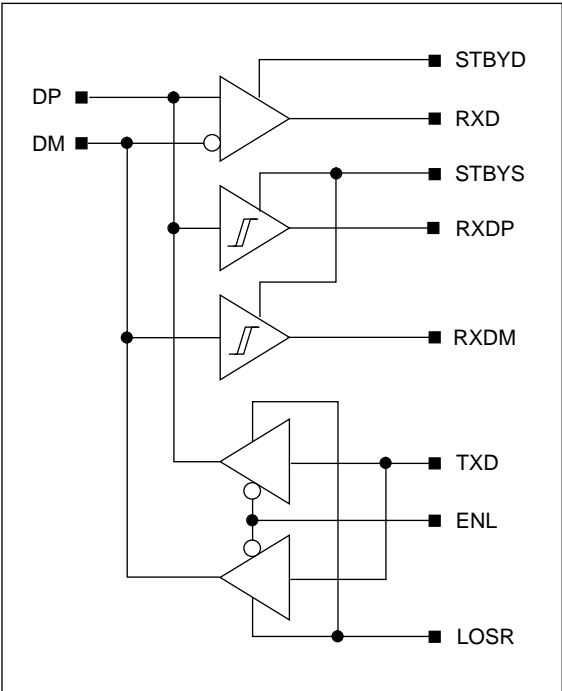 DP
DM
STBYD
RXD
STBYS
RXDP
RXDM
TXD
ENL
LOSR